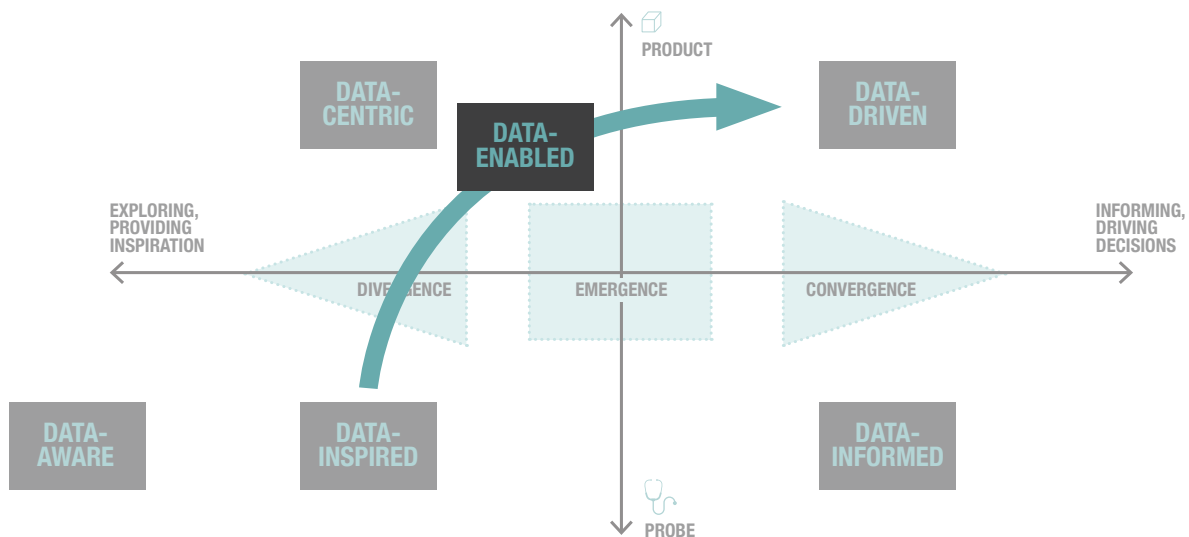 PRODUCT
DATA-
CENTRIC
DATA-
DRIVEN
DATA-
ENABLED
EXPLORING,
PROVIDING
INSPIRATION
INFORMING,
DRIVING
DECISIONS
DIVERGENCE
EMERGENCE
CONVERGENCE
DATA-
AWARE
DATA-
INSPIRED
DATA-
INFORMED
PROBE